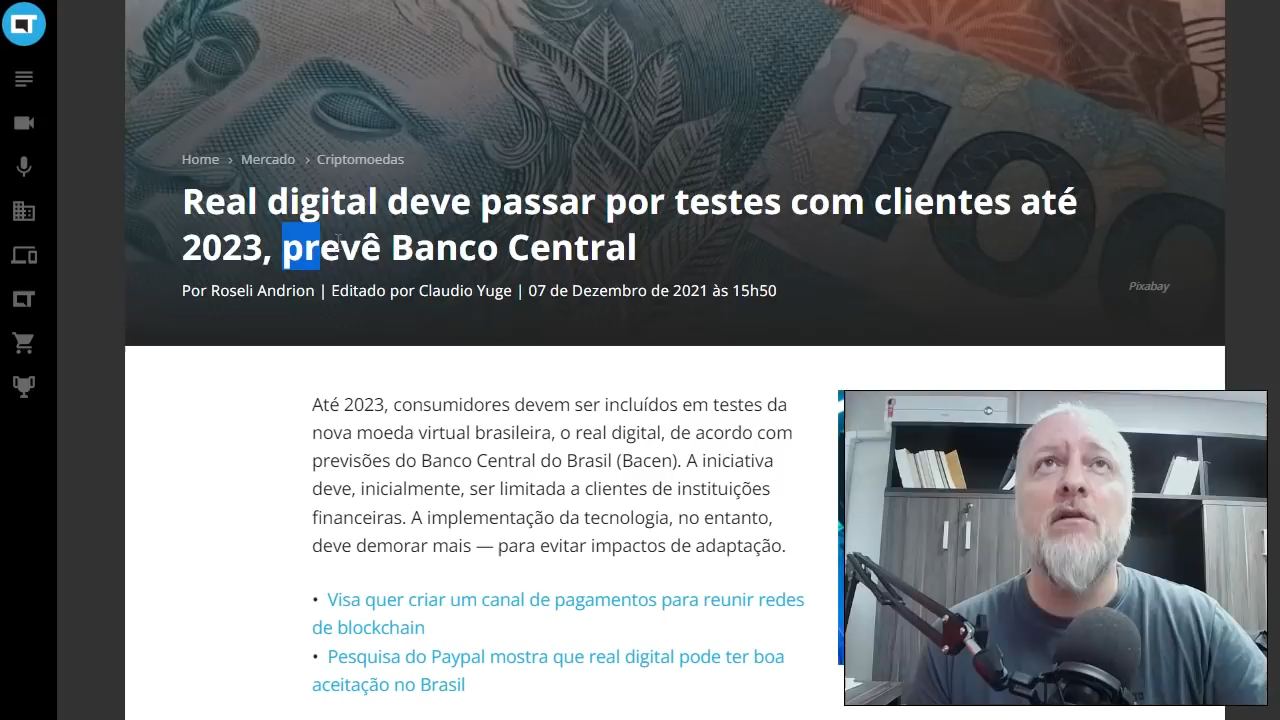 Home › Mercado › Criptomoedas
Real digital deve passar por testes com clientes até
2023, prevê Banco Central
Por Roseli Andrion | Editado por Claudio Yuge | 07 de Dezembro de 2021 às 15h50
Pixabay
100
Até 2023, consumidores devem ser incluídos em testes da
nova moeda virtual brasileira, o real digital, de acordo com
previsões do Banco Central do Brasil (Bacen). A iniciativa
deve, inicialmente, ser limitada a clientes de instituições
financeiras. A implementação da tecnologia, no entanto,
deve demorar mais — para evitar impactos de adaptação.
• Visa quer criar um canal de pagamentos para reunir redes
de blockchain
• Pesquisa do Paypal mostra que real digital pode ter boa
aceitação no Brasil